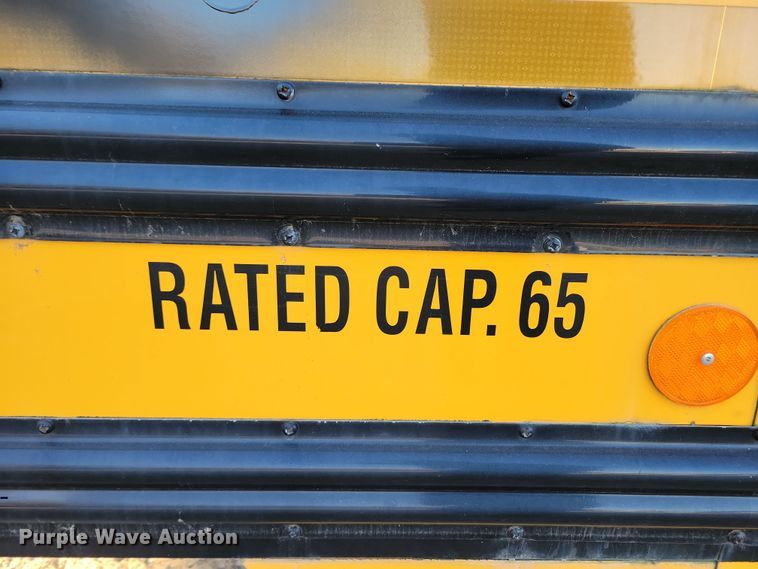 RATED CAP. 65
Purple Wave Auction